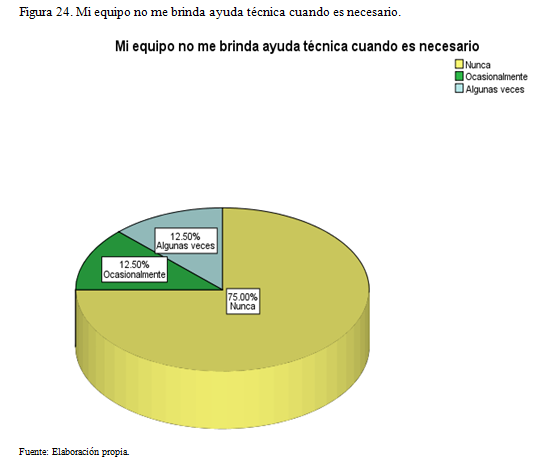 Figura 24. Mi equipo no me brinda ayuda técnica cuando es necesario.
Mi equipo no me brinda ayuda técnica cuando es necesario
Nunca
Ocasionalmente
Algunas veces
12.50%
Algunas veces
12.50%
Ocasionalmente
75.00%
Nunca
Fuente: Elaboración propia.